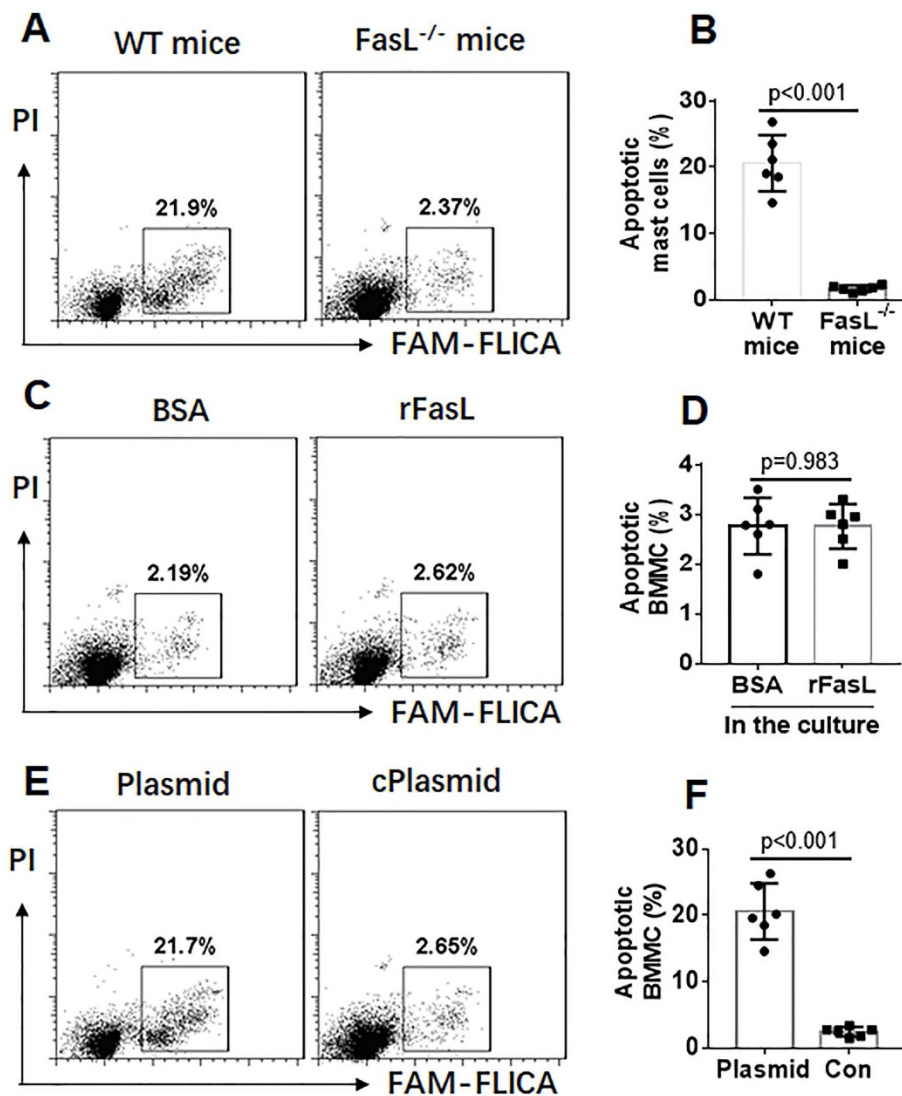 A
WT mice
FasL-/- mice
PI
21.9%
2.37%
FAM-FLICA
B
p<0.001
30
20
10
0
Apoptotic
mast cells (%)
WT
mice
FasL-/-
mice
C
BSA
rFasL
PI
2.19%
2.62%
FAM-FLICA
D
p=0.983
4
3
2
1
0
Apoptotic
BMMC (%)
BSA
rFasL
In the culture
E
Plasmid
cPlasmid
PI
21.7%
2.65%
FAM-FLICA
F
p<0.001
30
20
10
0
Apoptotic
BMMC (%)
Plasmid
Con